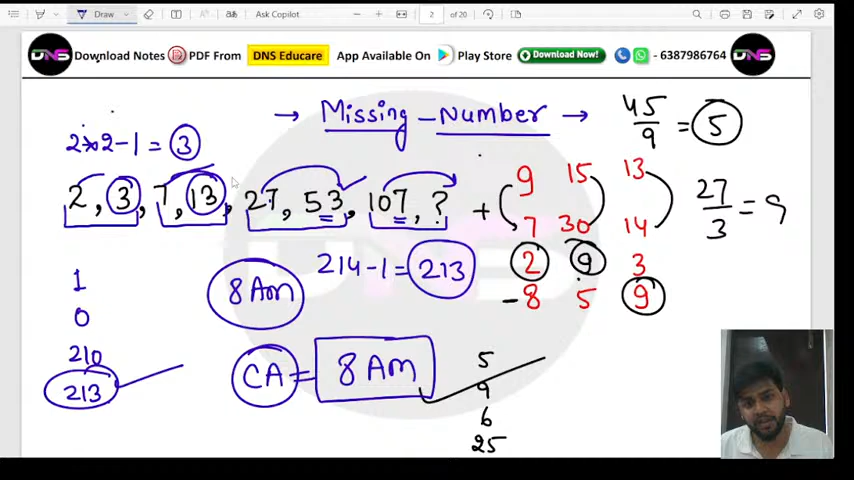 Draw
Ask Copilot
2 of 20
DNS Download Notes PDF From DNS Educare App Available On Play Store Download Now! - 6387986764 DNS
→ Missing-Number →
45/9 = 5
2×2-1 = 3
2, 3, 7, 13, 27, 53, 107, ?
+
9 15 13
7 30 14
2 9 3
-8 5 9
27/3 = 9
214-1= 213
8 Am
1
0
210
213
CA = 8 Am
5
9
6
25